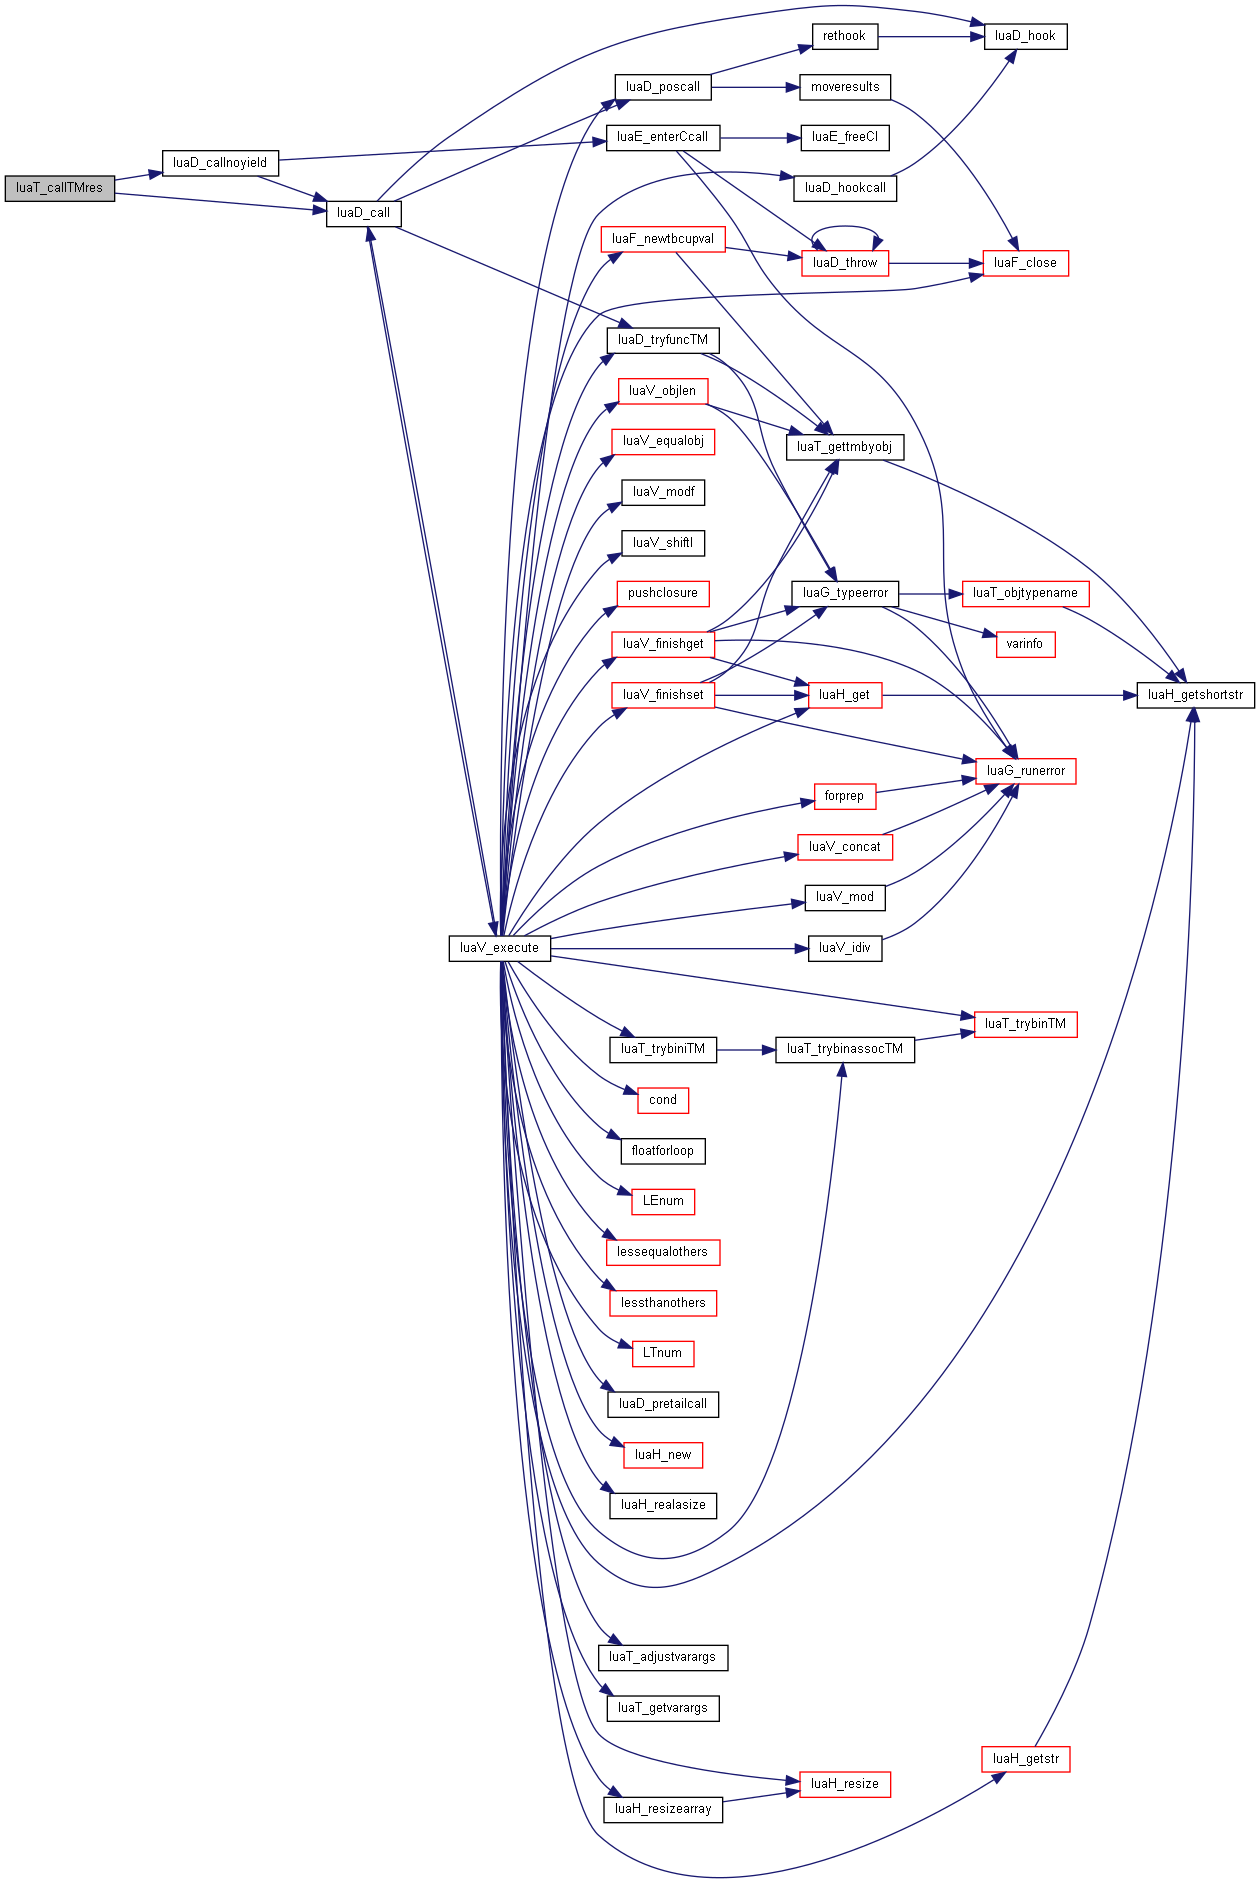 rethook
luaD_hook
luaD_poscall
moveresults
luaE_enterCcall
luaE_freeCI
luaD_callnoyield
luaT_callTMres
luaD_hookcall
luaD_call
luaF_newtbcupval
luaD_throw
luaF_close
luaD_tryfuncTM
luaV_objlen
luaV_equalobj
luaT_gettmbyobj
luaV_modf
luaV_shiftl
pushclosure
luaG_typeerror
luaT_objtypename
luaV_finishget
varinfo
luaV_finishset
luaH_get
luaH_getshortstr
luaG_runerror
forprep
luaV_concat
luaV_mod
luaV_execute
luaV_idiv
luaT_trybinTM
luaT_trybiniTM
luaT_trybinassocTM
cond
floatforloop
LEnum
lessequalothers
lessthanothers
LTnum
luaD_pretailcall
luaH_new
luaH_realasize
luaT_adjustvarargs
luaT_getvarargs
luaH_getstr
luaH_resize
luaH_resizearray